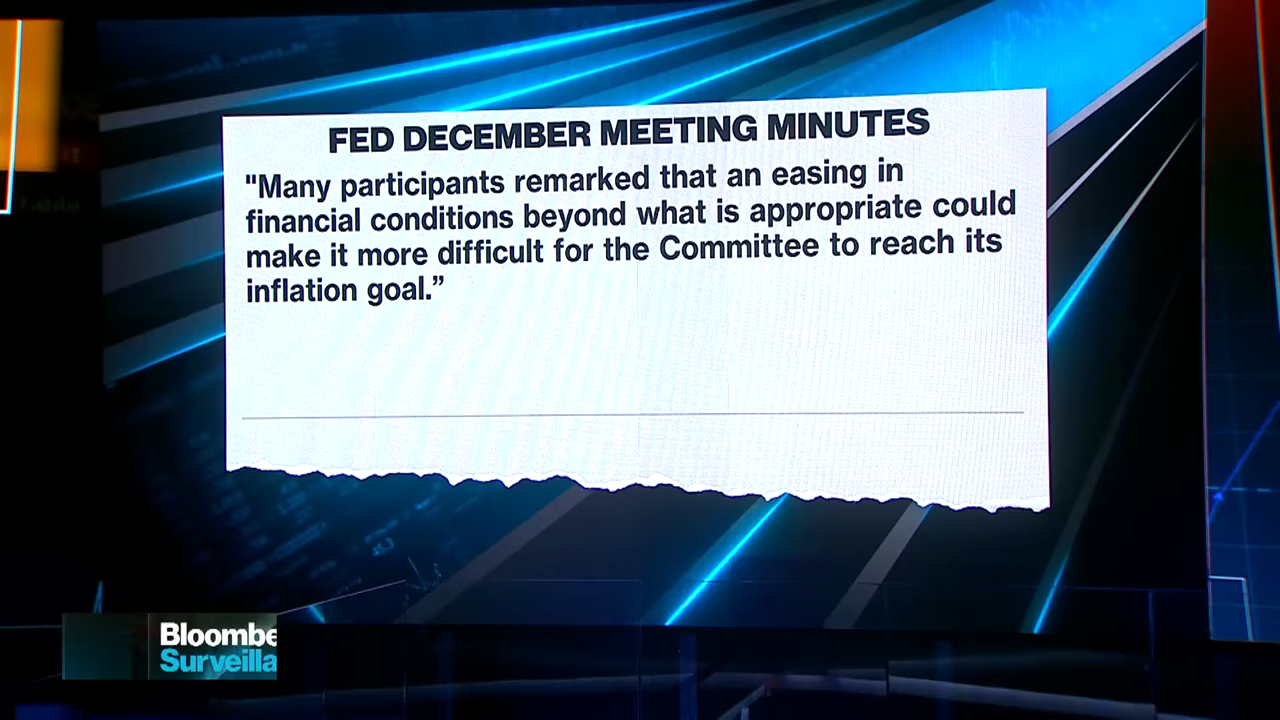 FED DECEMBER MEETING MINUTES
"Many participants remarked that an easing in
financial conditions beyond what is appropriate could
make it more difficult for the Committee to reach its
inflation goal.”
Bloombe
Surveilla